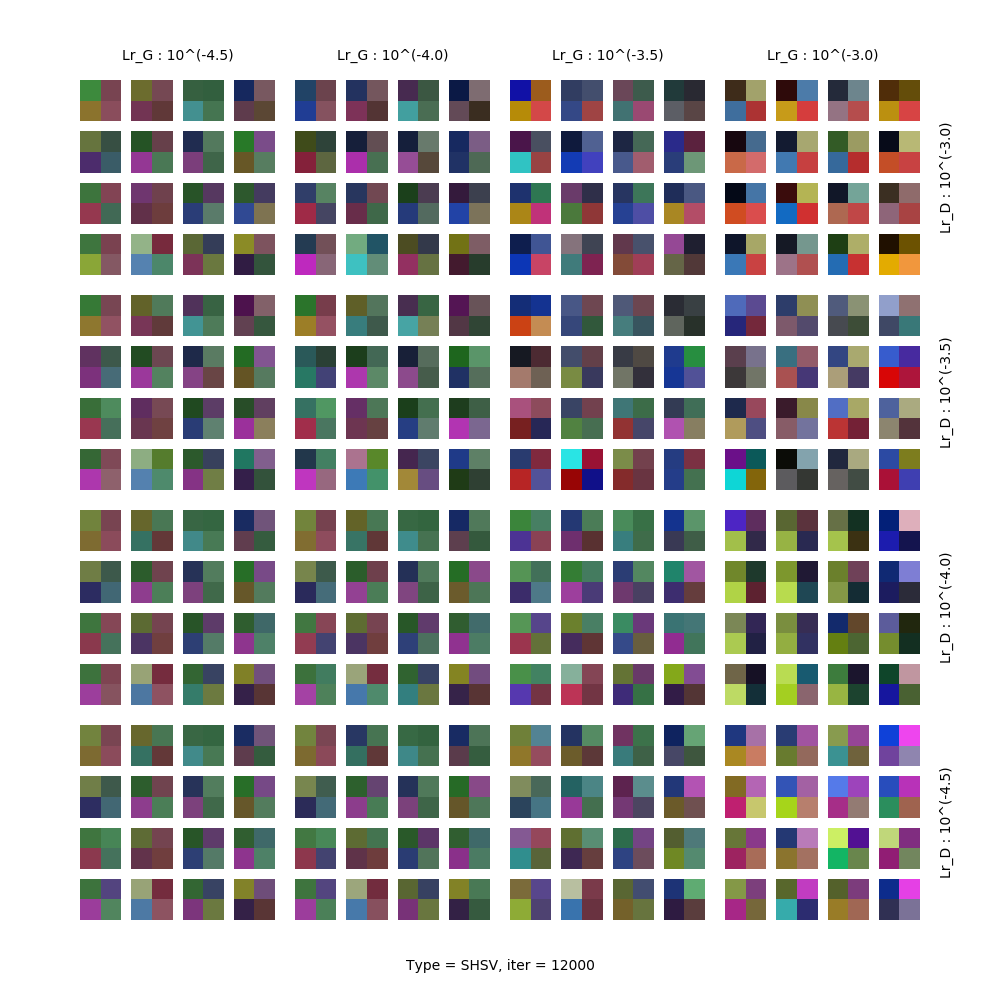 Lr_G : 10^(-4.5)
Lr_G : 10^(-4.0)
Lr_G : 10^(-3.5)
Lr_G : 10^(-3.0)
Lr_D : 10^(-3.0)
Lr_D : 10^(-3.5)
Lr_D : 10^(-4.0)
Lr_D : 10^(-4.5)
Type = SHSV, iter = 12000